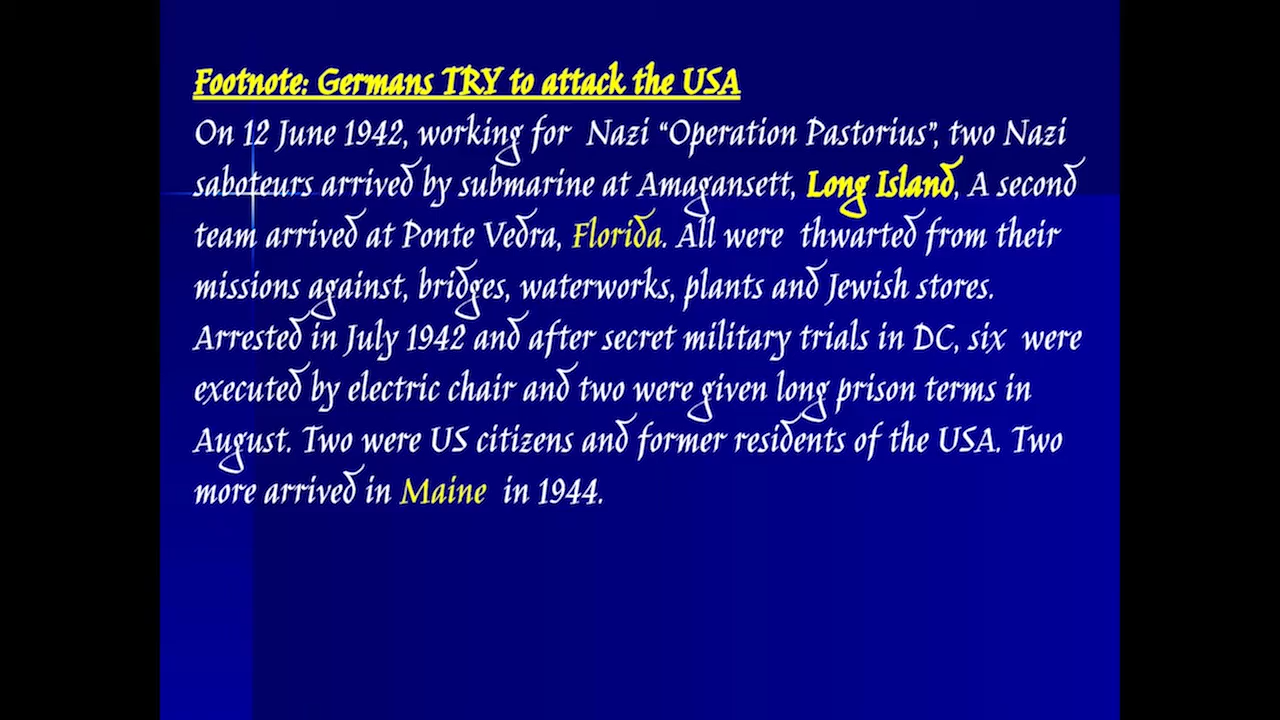 Footnote: Germans TRY to attack the USA
On 12 June 1942, working for Nazi “Operation Pastorius”, two Nazi
saboteurs arrived by submarine at Amagansett, Long Island, A second
team arrived at Ponte Vedra, Florida. All were thwarted from their
missions against, bridges, waterworks, plants and Jewish stores.
Arrested in July 1942 and after secret military trials in DC, six were
executed by electric chair and two were given long prison terms in
August. Two were US citizens and former residents of the USA. Two
more arrived in Maine in 1944.